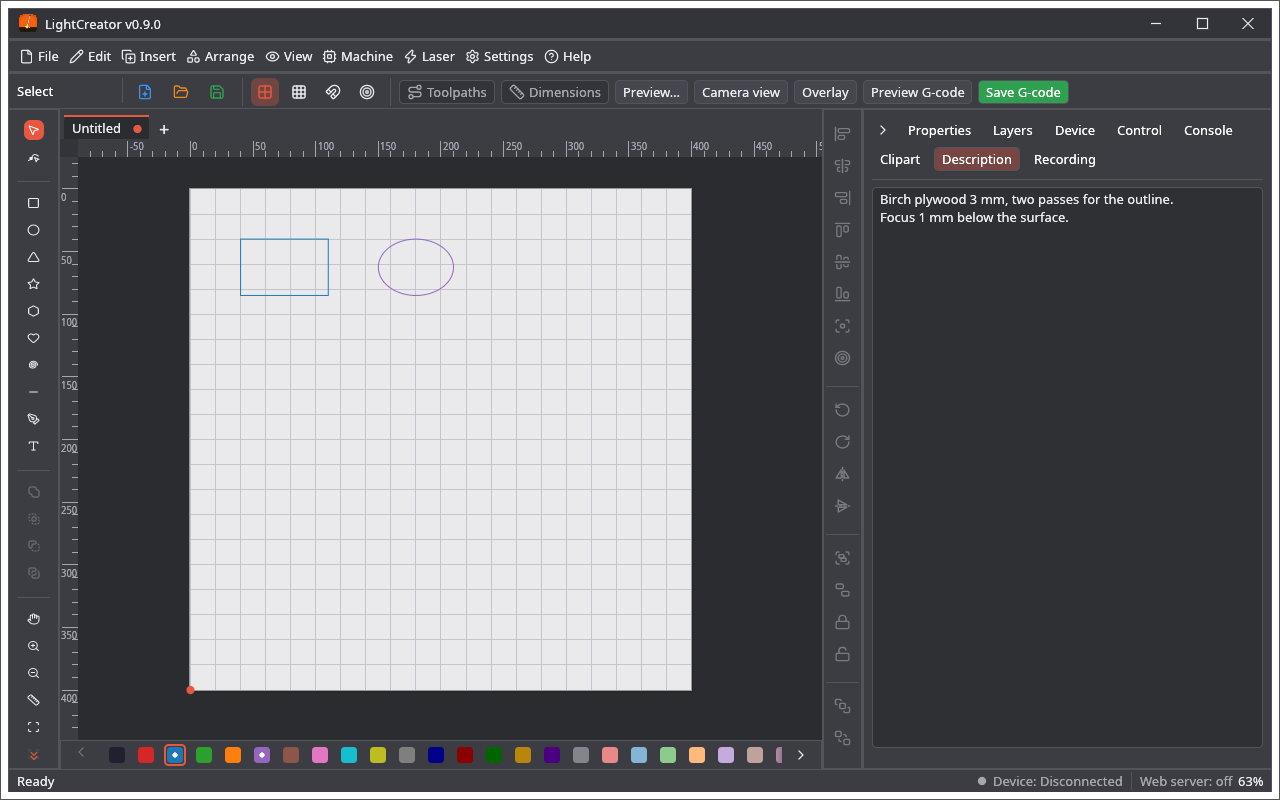 LightCreator v0.9.0
File Edit Insert Arrange View Machine Laser Settings Help
Select Toolpaths Dimensions Preview... Camera view Overlay Preview G-code Save G-code
Untitled +
Properties Layers Device Control Console
Clipart Description Recording
-50 0 50 100 150 200 250 300 350 400 450
0
50
100
150
200
250
300
350
400
Birch plywood 3 mm, two passes for the outline.
Focus 1 mm below the surface.
Ready Device: Disconnected Web server: off 63%